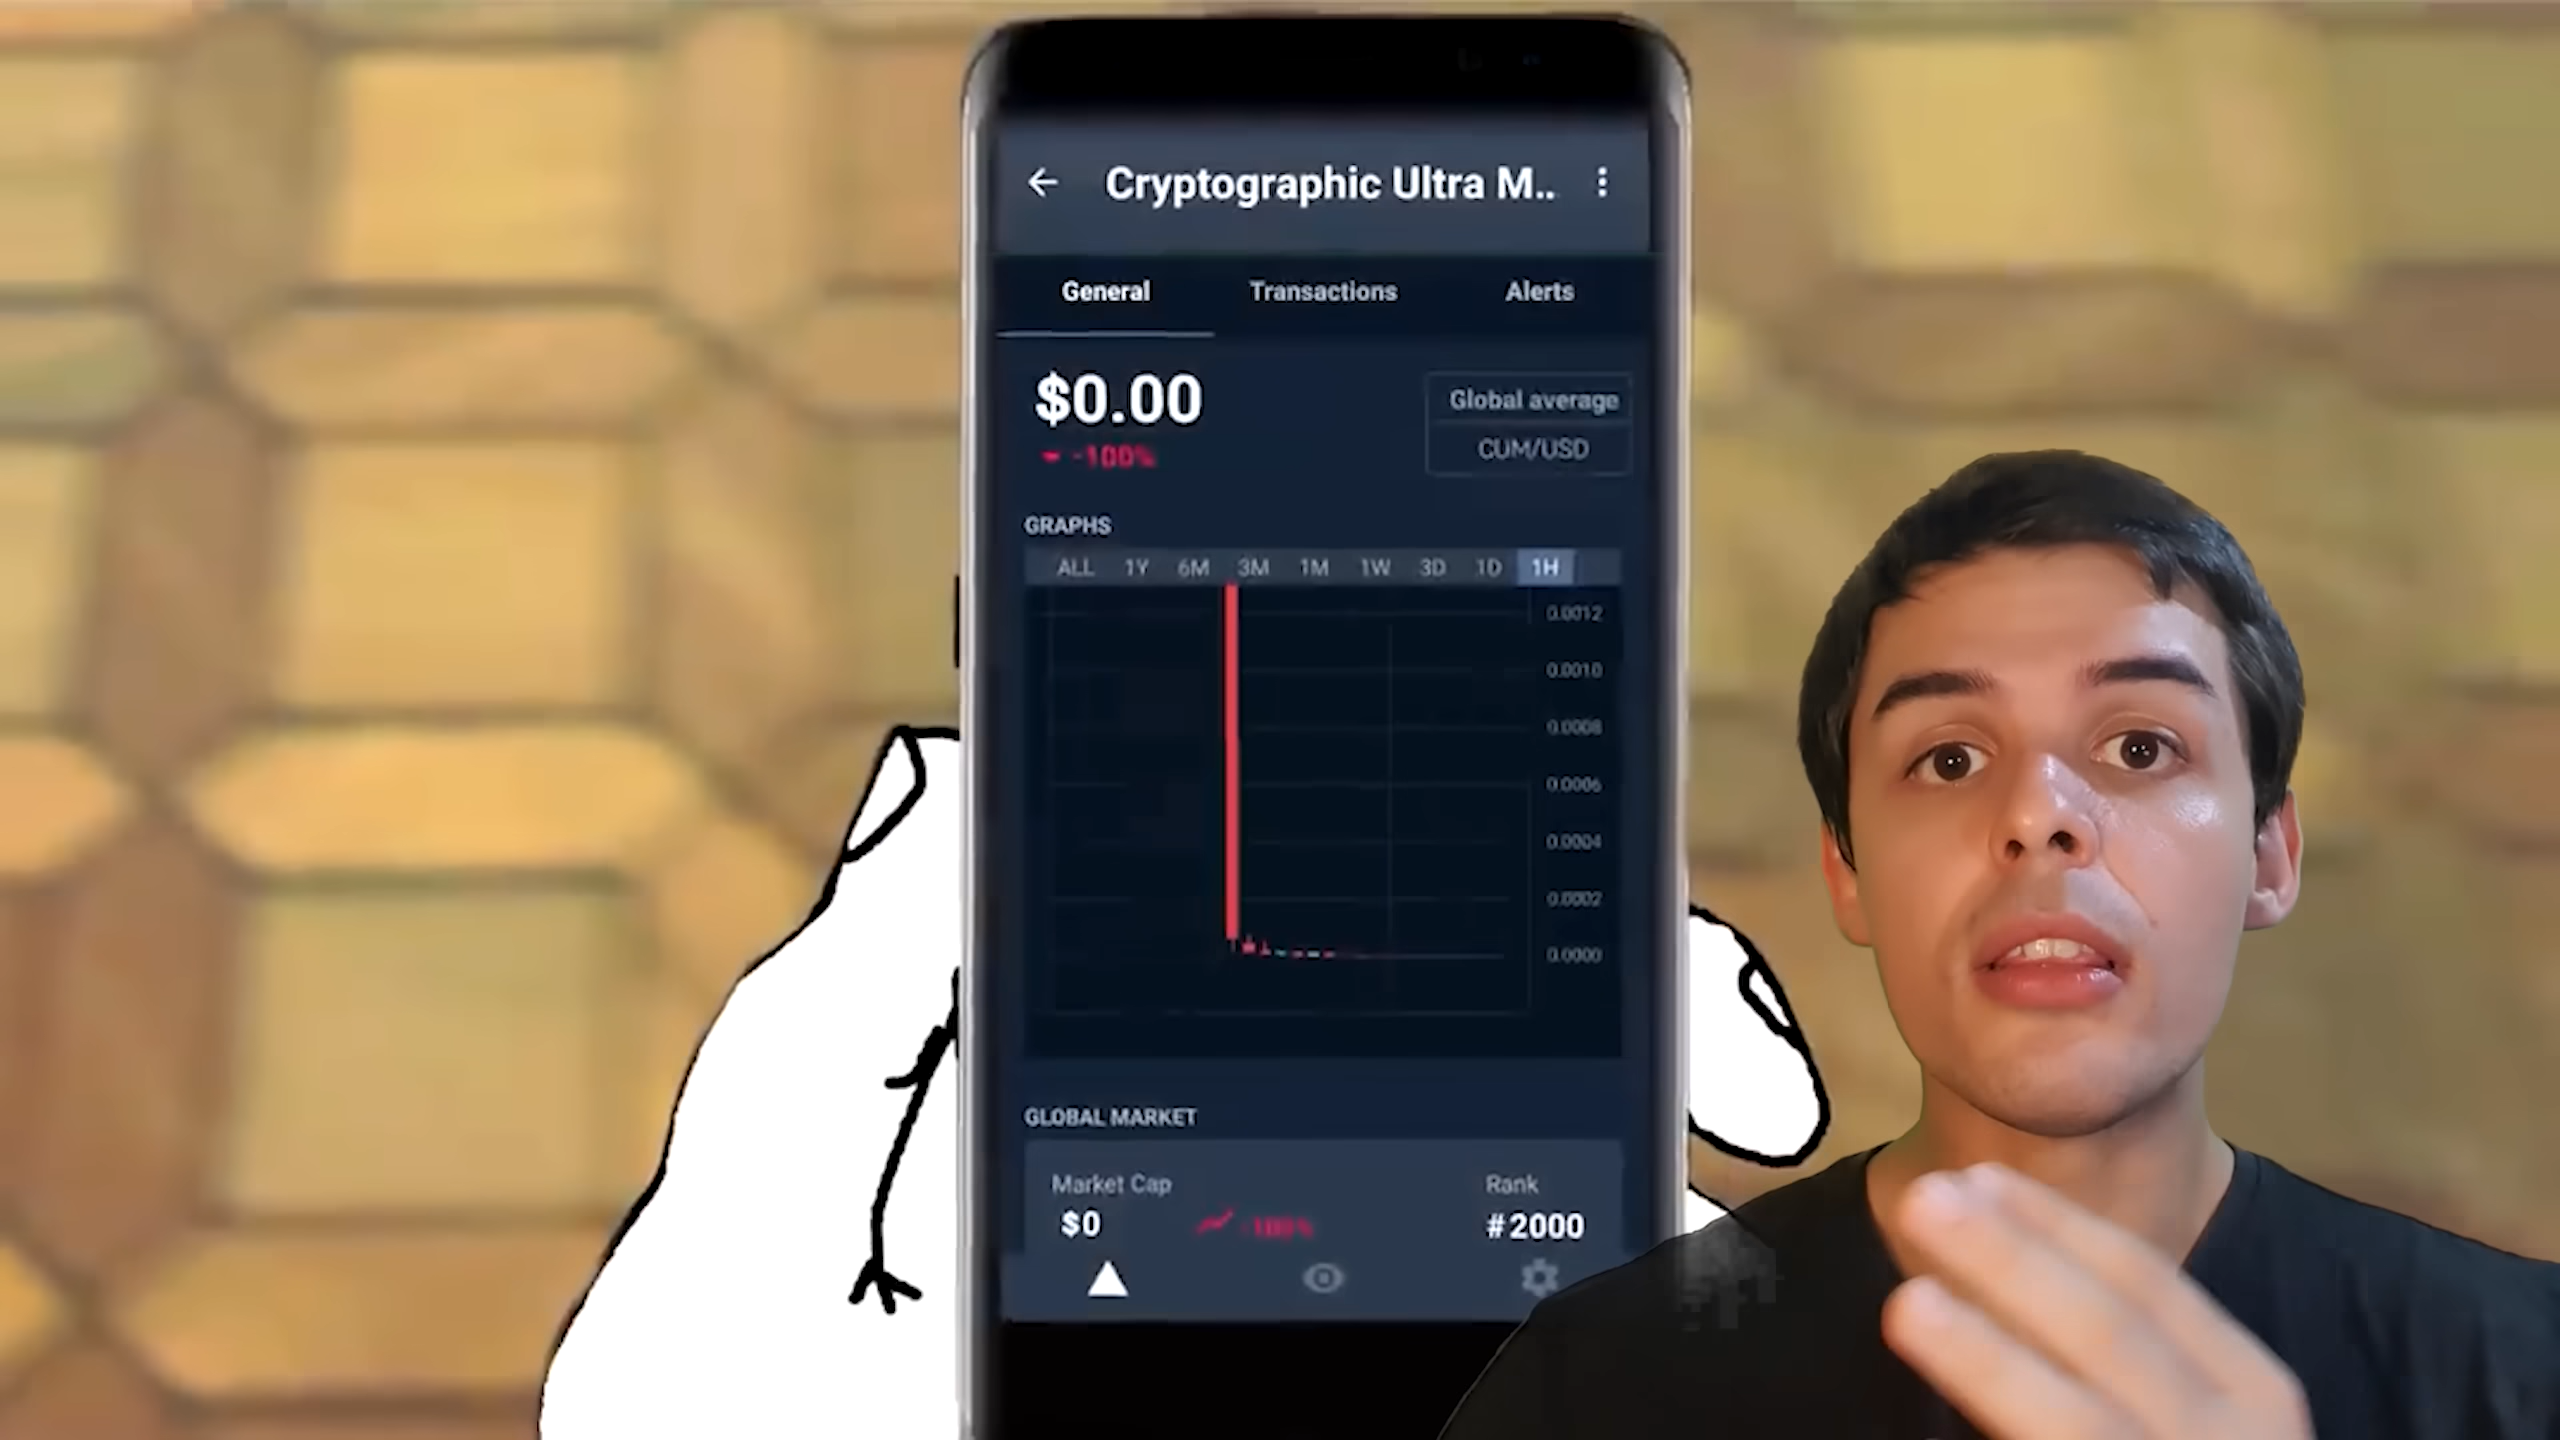 Cryptographic Ultra M..
General Transactions Alerts
$0.00
-100%
Global average
CUM/USD
GRAPHS
ALL 1Y 6M 3M 1M 1W 3D 1D 1H
0.0012
0.0010
0.0008
0.0006
0.0004
0.0002
0.0000
GLOBAL MARKET
Market Cap Rank
$0 -100% #2000